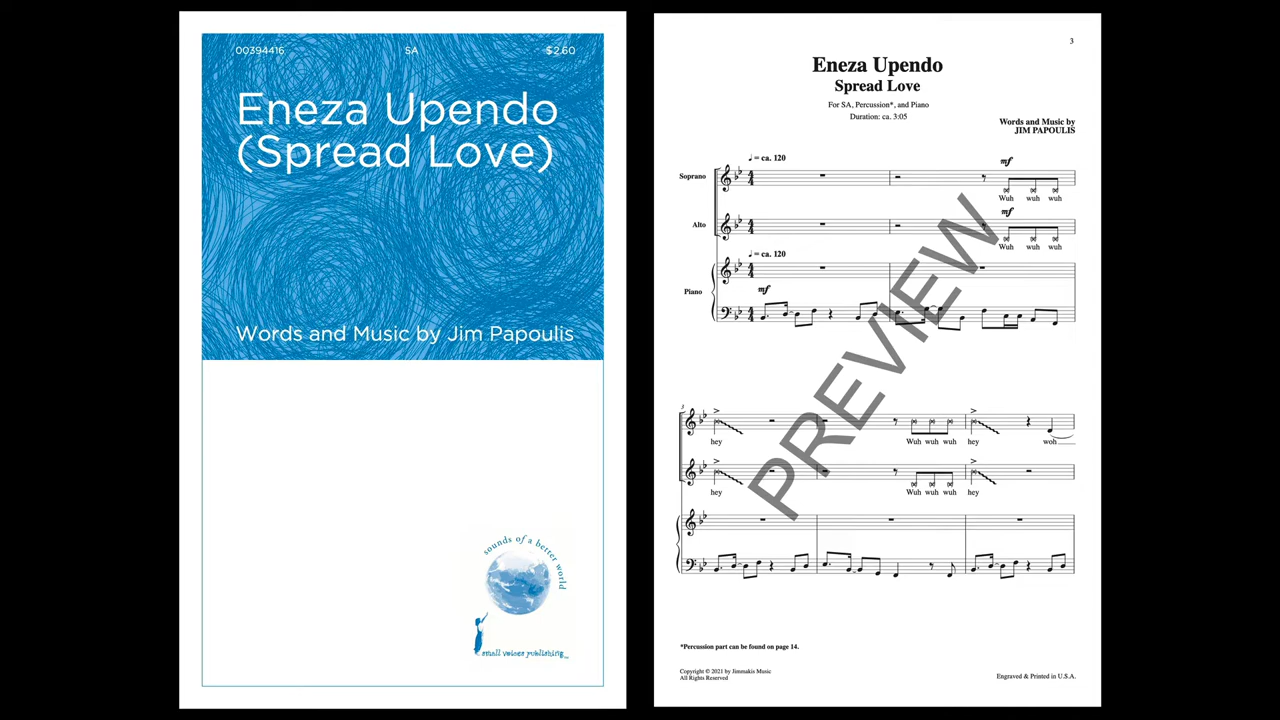 00394416 SA $2.60
Eneza Upendo
(Spread Love)
Words and Music by Jim Papoulis
sounds of a better world
small voices publishing
3
Eneza Upendo
Spread Love
For SA, Percussion*, and Piano
Duration: ca. 3:05
Words and Music by
JIM PAPOULIS
♩ = ca. 120
mf
Soprano
Wuh wuh wuh
mf
Alto
Wuh wuh wuh
♩ = ca. 120
Piano
mf
PREVIEW
3
hey Wuh wuh wuh hey woh
hey Wuh wuh wuh hey
*Percussion part can be found on page 14.
Copyright © 2021 by Jimmakis Music
All Rights Reserved
Engraved & Printed in U.S.A.